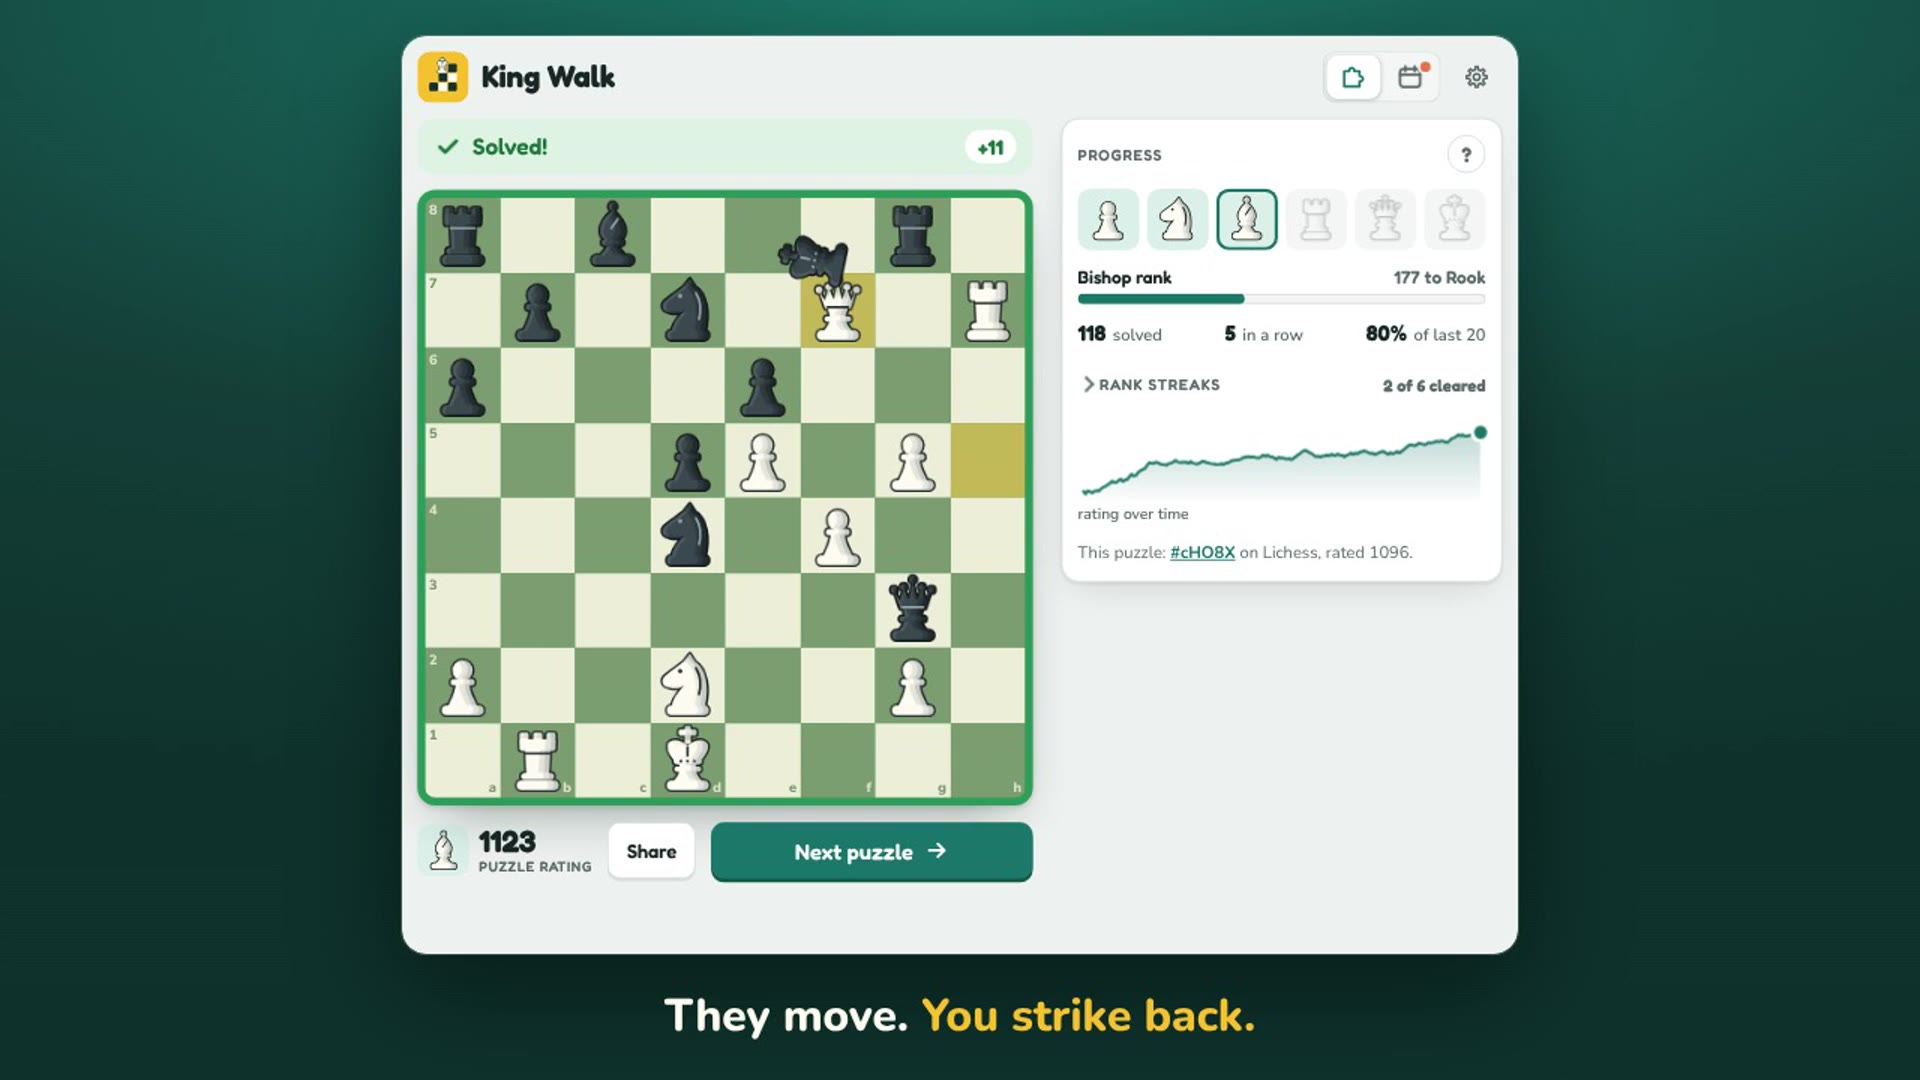 King Walk
Solved!
+11
8
7
6
5
4
3
2
1
a
b
c
d
e
f
g
h
1123
PUZZLE RATING
Share
Next puzzle
PROGRESS
?
Bishop rank
177 to Rook
118 solved
5 in a row
80% of last 20
RANK STREAKS
2 of 6 cleared
rating over time
This puzzle: #cHO8X on Lichess, rated 1096.
They move. You strike back.